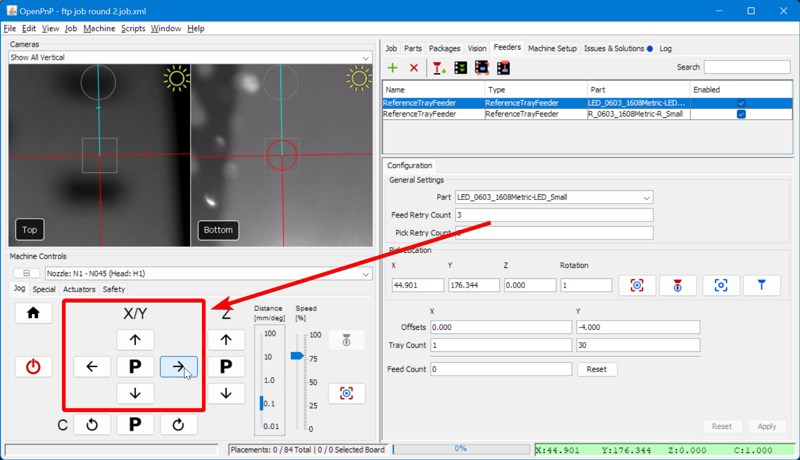 OpenPnP - ftp job round 2.job.xml
File Edit View Job Machine Scripts Window Help
Cameras
Show All Vertical
Top
Bottom
Machine Controls
Nozzle: N1 - N045 (Head: H1)
Jog Special Actuators Safety
X/Y
Z
Distance
[mm/deg]
Speed
[%]
100
10
1.0
0.1
0.01
100
75
50
25
0
P
P
C
P
Placements: 0 / 84 Total | 0 / 0 Selected Board
0%
X:44.901 Y:176.344 Z:0.000 C:1.000
Job Parts Packages Vision Feeders Machine Setup Issues & Solutions Log
Search
Name Type Part Enabled
ReferenceTrayFeeder ReferenceTrayFeeder LED_0603_1608Metric-LED...
ReferenceTrayFeeder ReferenceTrayFeeder R_0603_1608Metric-R_Small
Configuration
General Settings
Part LED_0603_1608Metric-LED_Small
Feed Retry Count 3
Pick Retry Count
Pick Location
X Y Z Rotation
44.901 176.344 0.000 1
X Y
Offsets 0.000 -4.000
Tray Count 1 30
Feed Count 0 Reset
Reset Apply